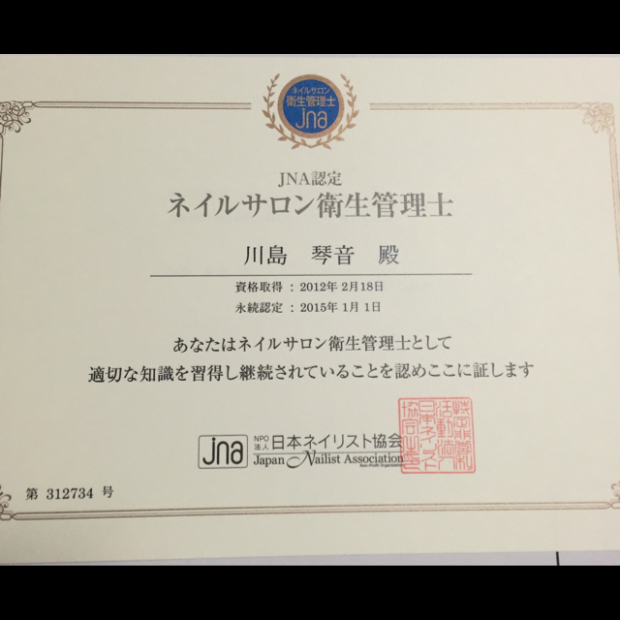 ネイルサロン
衛生管理士
jna
JNA認定
ネイルサロン衛生管理士
川島 琴音 殿
資格取得 : 2012年 2月18日
永続認定 : 2015年 1月 1日
あなたはネイルサロン衛生管理士として
適切な知識を習得し継続されていることを認めここに証します
jna NPO法人 日本ネイリスト協会
Japan Nailist Association
Non-Profit Organization
第 312734 号